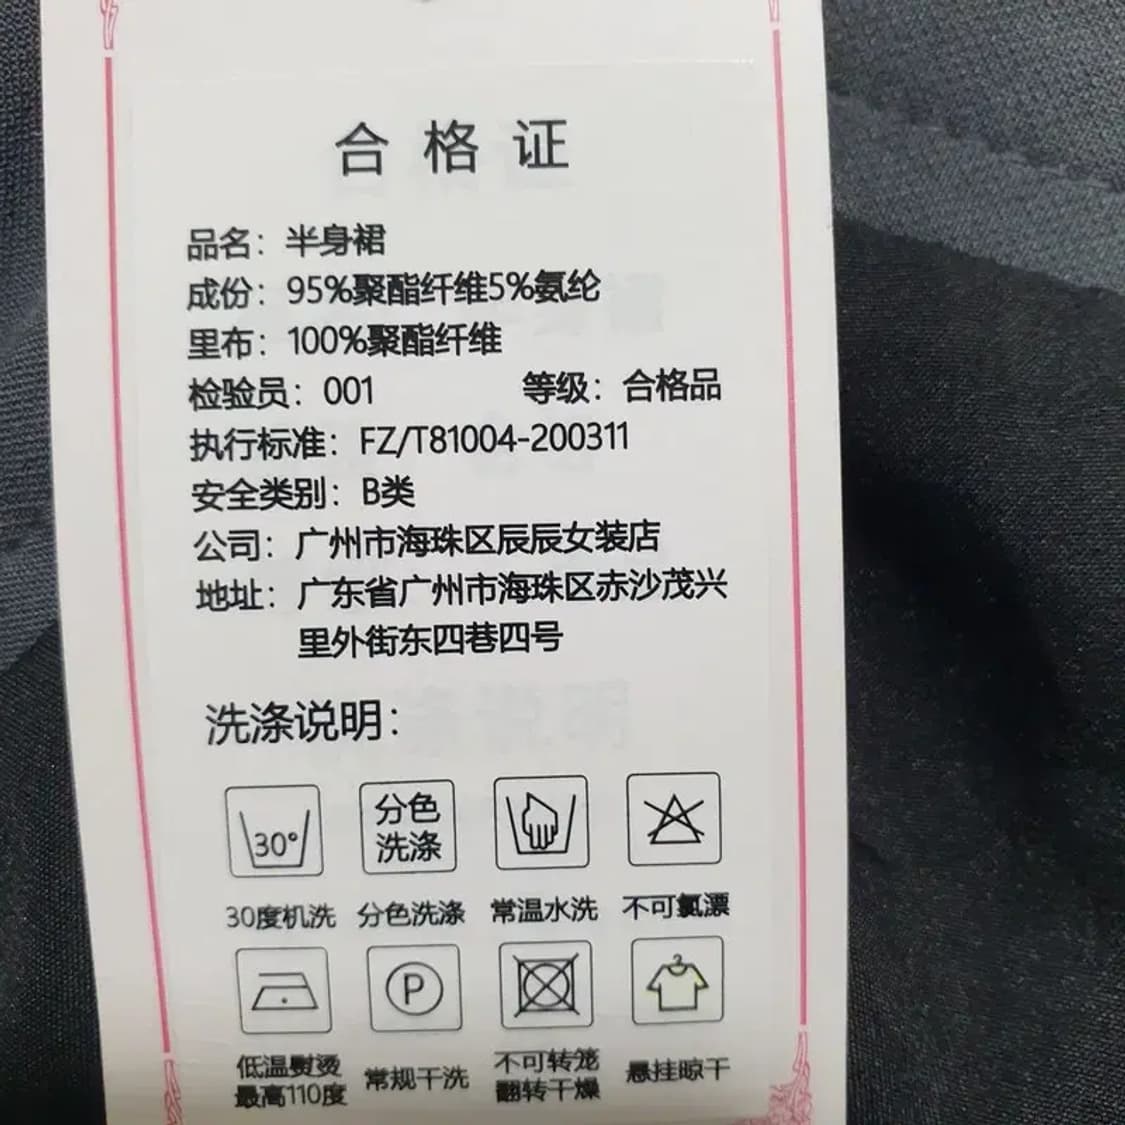 合格证
品名：半身裙
成份：95%聚酯纤维5%氨纶
里布：100%聚酯纤维
检验员：001 等级：合格品
执行标准：FZ/T81004-200311
安全类别：B类
公司：广州市海珠区辰辰女装店
地址：广东省广州市海珠区赤沙茂兴
里外街东四巷四号
洗涤说明：
30° 分色
洗涤
30度机洗 分色洗涤 常温水洗 不可氯漂
P
低温熨烫 常规干洗 不可转笼 悬挂晾干
最高110度 翻转干燥